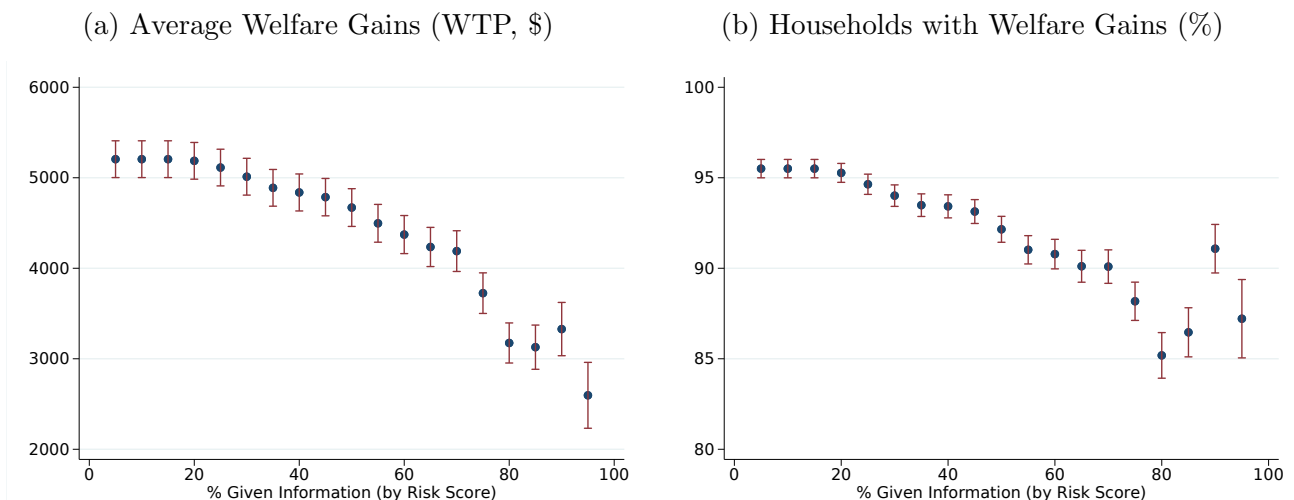 (a) Average Welfare Gains (WTP, $)
6000
5000
4000
3000
2000
0 20 40 60 80 100
% Given Information (by Risk Score)
(b) Households with Welfare Gains (%)
100
95
90
85
80
0 20 40 60 80 100
% Given Information (by Risk Score)